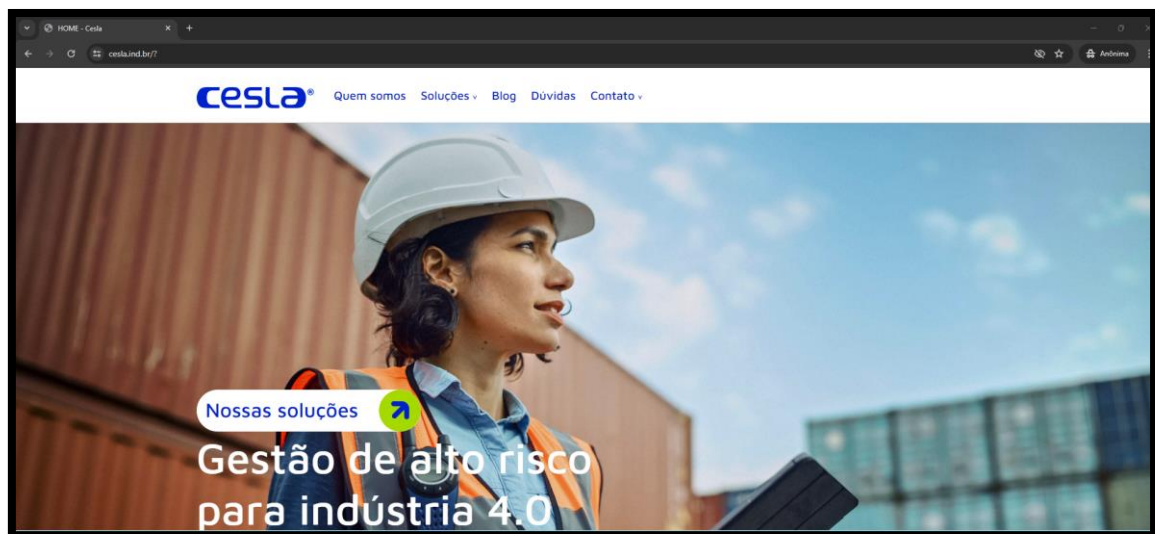 HOME - Cesla
cesla.ind.br/?
Anônima
cesla®
Quem somos Soluções Blog Dúvidas Contato
Nossas soluções
Gestão de alto risco
para indústria 4.0